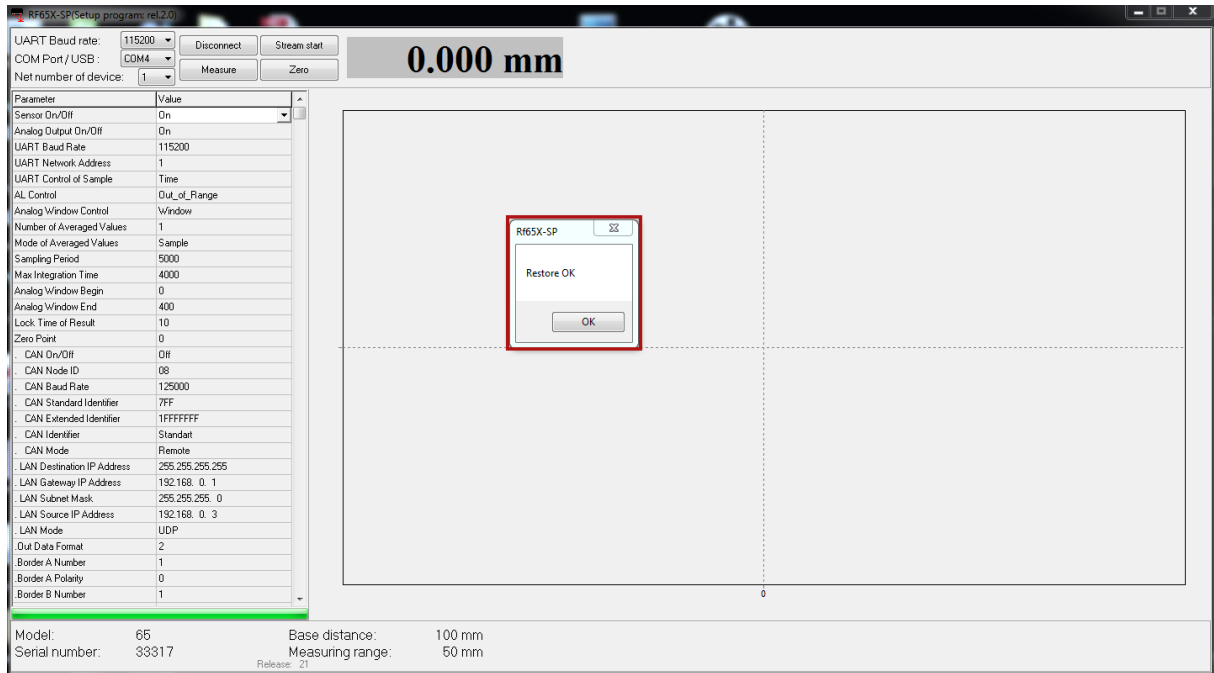 RF65X-SP(Setup program: rel.2.0)
UART Baud rate: 115200 Disconnect Stream start
COM Port / USB : COM4
Net number of device: 1 Measure Zero
0.000 mm
Parameter Value
Sensor On/Off On
Analog Output On/Off On
UART Baud Rate 115200
UART Network Address 1
UART Control of Sample Time
AL Control Out_of_Range
Analog Window Control Window
Number of Averaged Values 1
Mode of Averaged Values Sample
Sampling Period 5000
Max Integration Time 4000
Analog Window Begin 0
Analog Window End 400
Lock Time of Result 10
Zero Point 0
. CAN On/Off Off
. CAN Node ID 08
. CAN Baud Rate 125000
. CAN Standard Identifier 7FF
. CAN Extended Identifier 1FFFFFFF
. CAN Identifier Standart
. CAN Mode Remote
. LAN Destination IP Address 255.255.255.255
. LAN Gateway IP Address 192.168. 0. 1
. LAN Subnet Mask 255.255.255. 0
. LAN Source IP Address 192.168. 0. 3
. LAN Mode UDP
.Out Data Format 2
.Border A Number 1
.Border A Polarity 0
.Border B Number 1
Rf65X-SP
Restore OK
OK
0
Model: 65 Base distance: 100 mm
Serial number: 33317 Measuring range: 50 mm
Release: 21